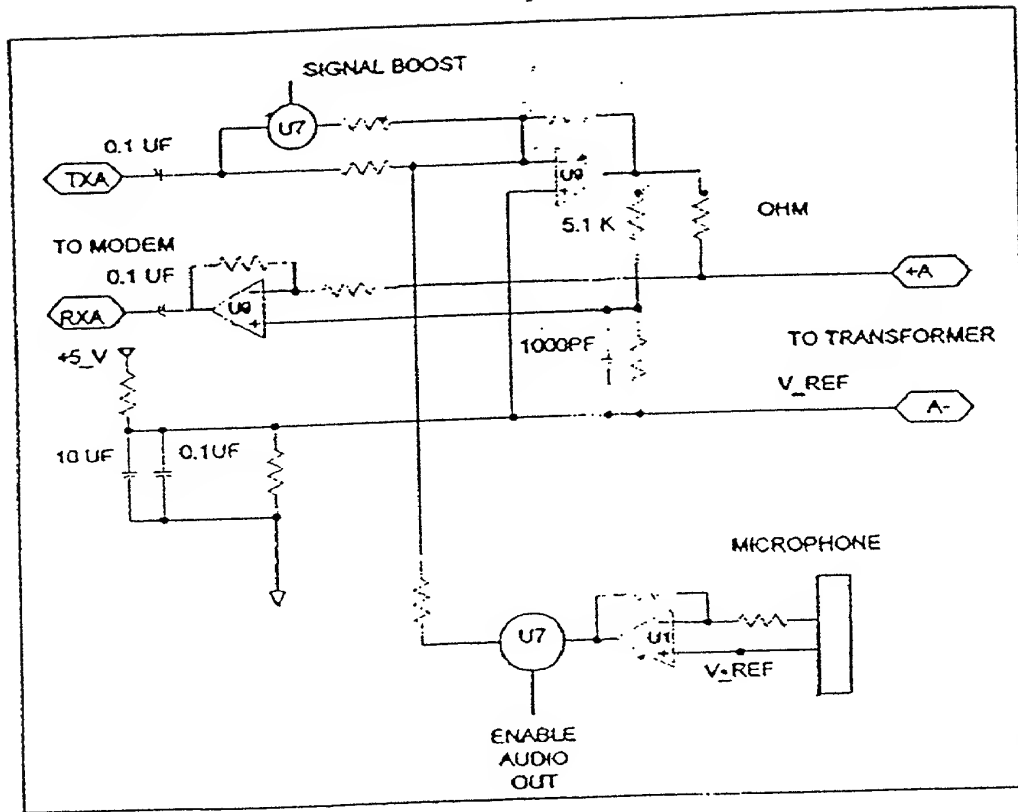 SIGNAL BOOST
U7
0.1 UF
TXA
U9
5.1 K
OHM
TO MODEM
0.1 UF
+A
RXA
U9
+
1000PF
TO TRANSFORMER
+5_V
V_REF
A-
10 UF
0.1UF
MICROPHONE
U7
U1
+
V_REF
ENABLE
AUDIO
OUT